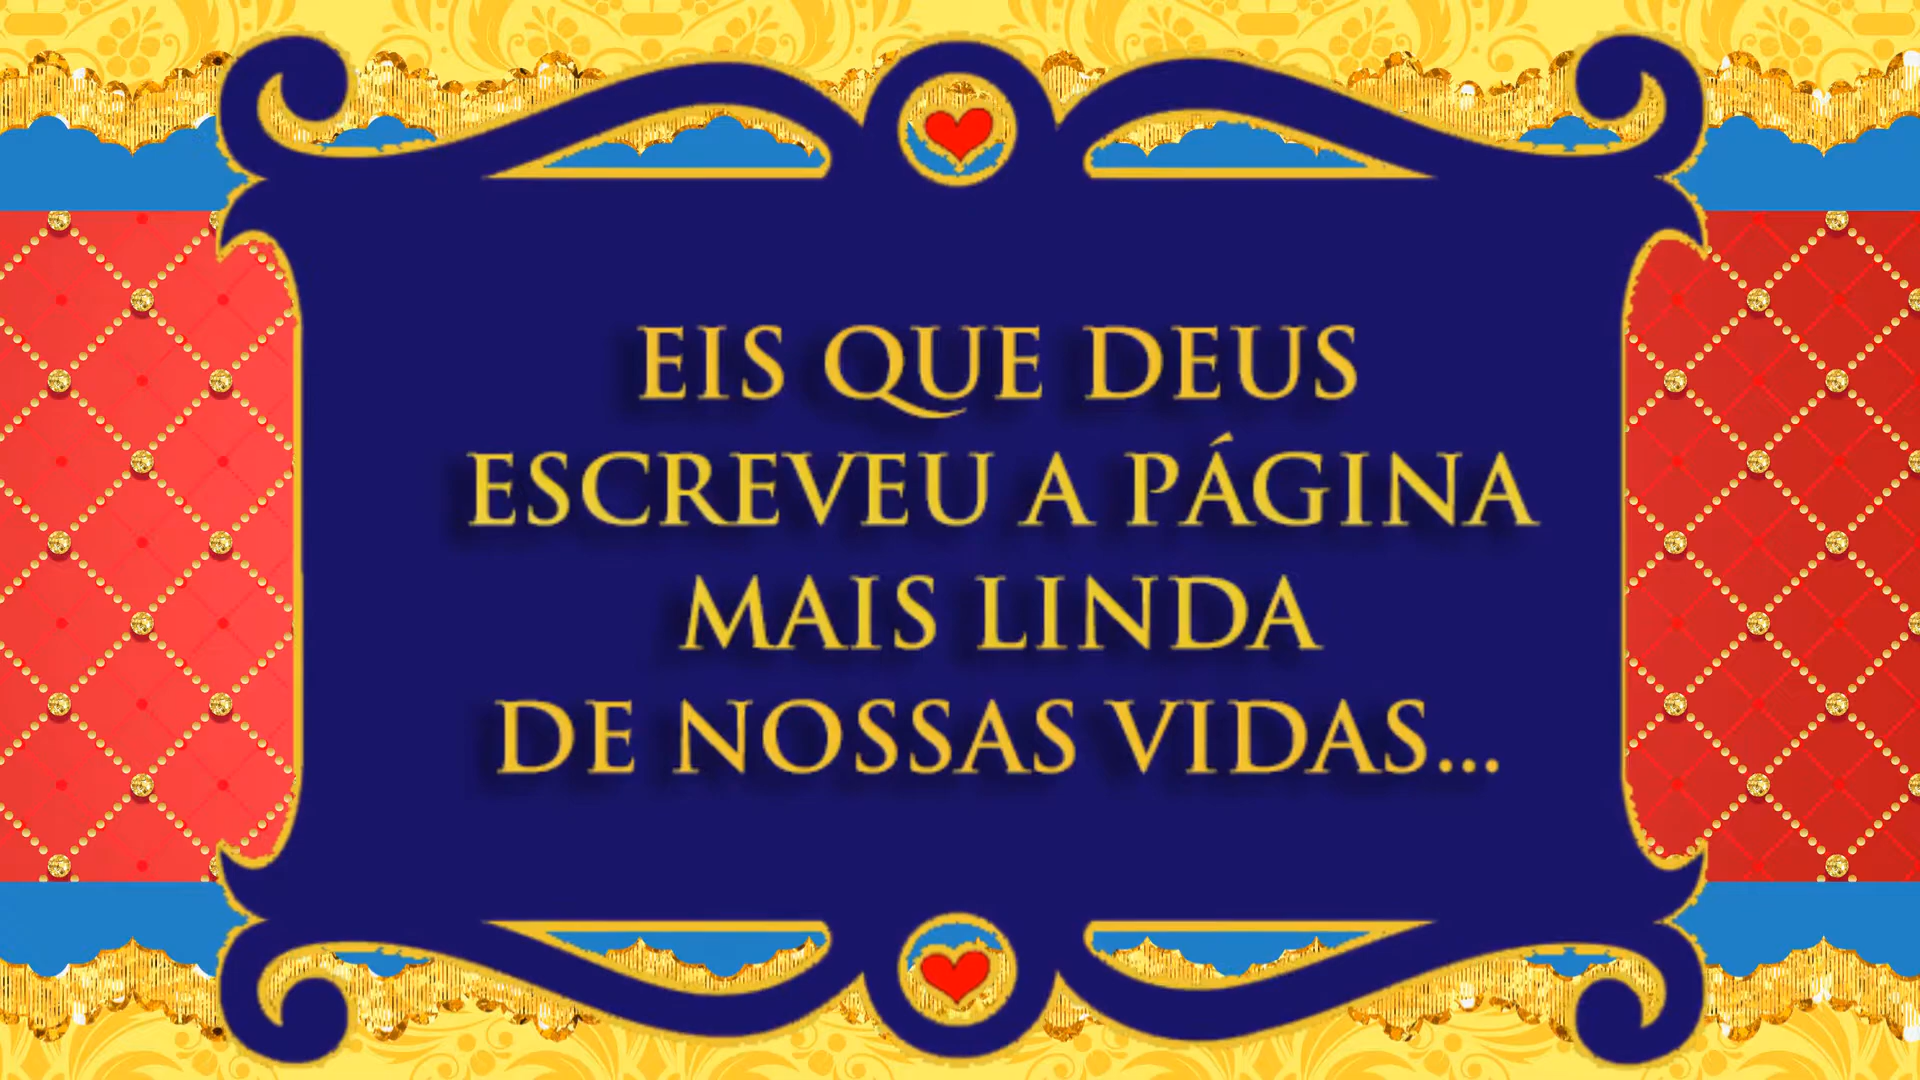 EIS QUE DEUS
ESCREVEU A PÁGINA
MAIS LINDA
DE NOSSAS VIDAS...